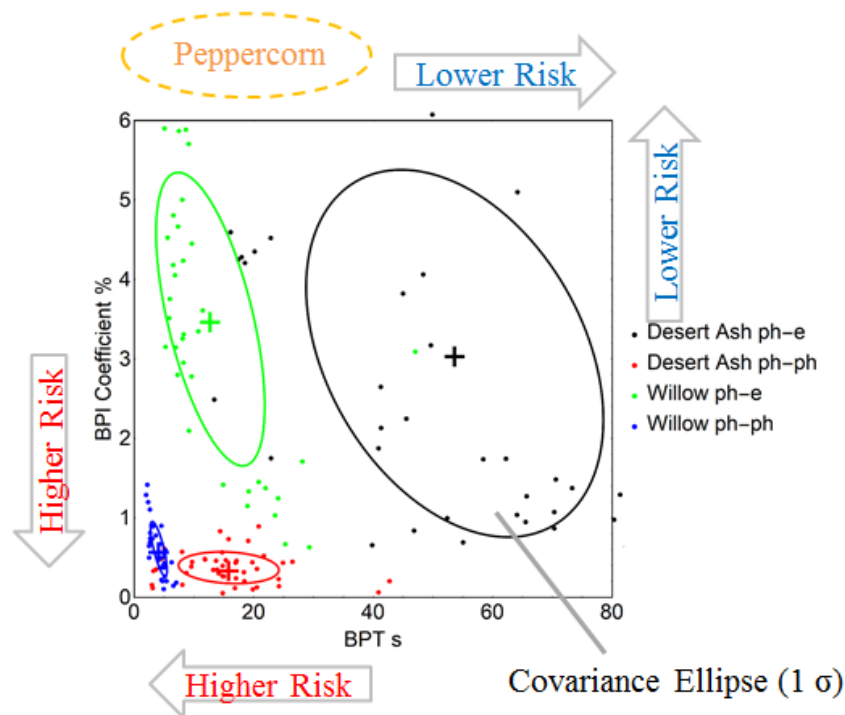 Peppercorn
Lower Risk
Lower Risk
Higher Risk
BPI Coefficient %
6
5
4
3
2
1
0
0
20
40
60
80
BPT s
Desert Ash ph-e
Desert Ash ph-ph
Willow ph-e
Willow ph-ph
Higher Risk
Covariance Ellipse (1 σ)